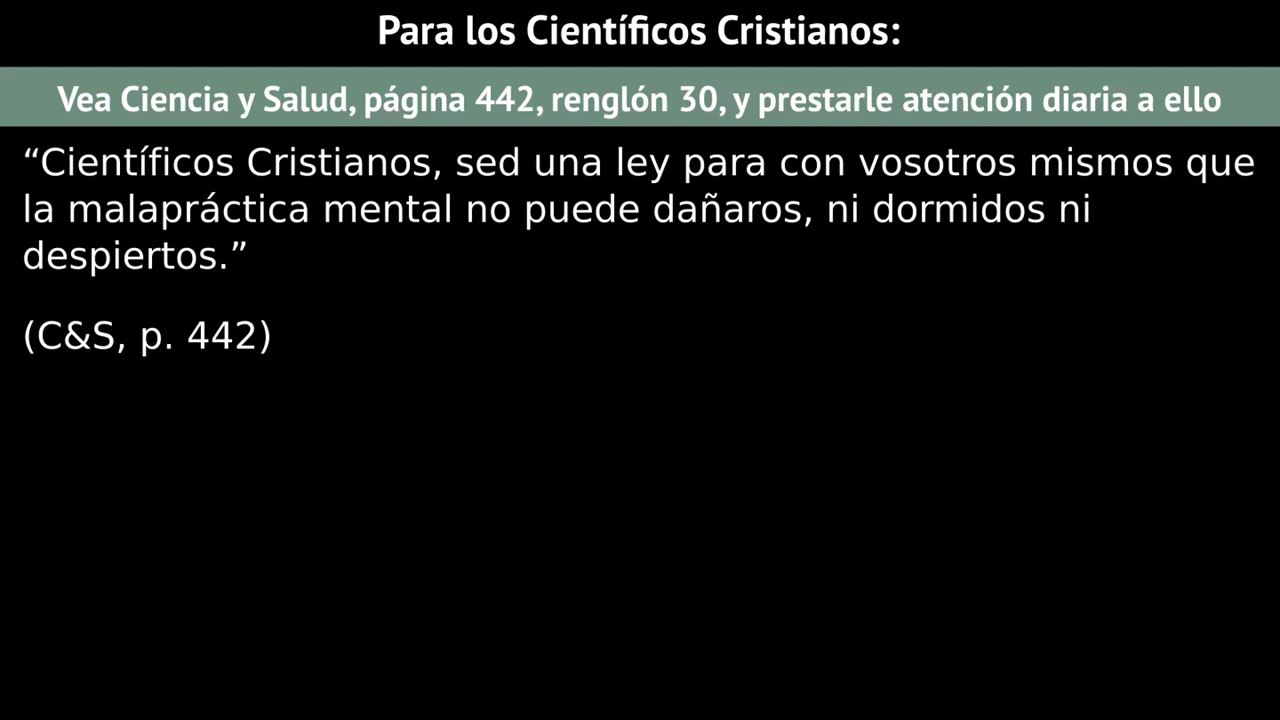 Para los Científicos Cristianos:
Vea Ciencia y Salud, página 442, renglón 30, y prestarle atención diaria a ello
“Científicos Cristianos, sed una ley para con vosotros mismos que
la malapráctica mental no puede dañaros, ni dormidos ni
despiertos.”
(C&S, p. 442)